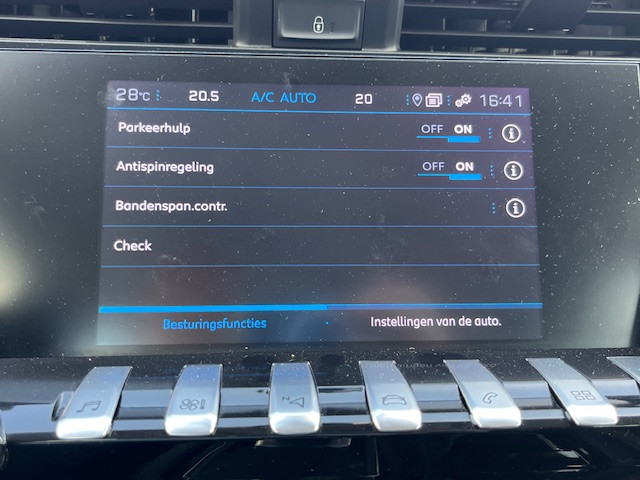 28°C 20.5 A/C AUTO 20 16:41
Parkeerhulp OFF ON i
Antispinregeling OFF ON i
Bandenspan.contr. i
Check
Besturingsfuncties Instellingen van de auto.
N